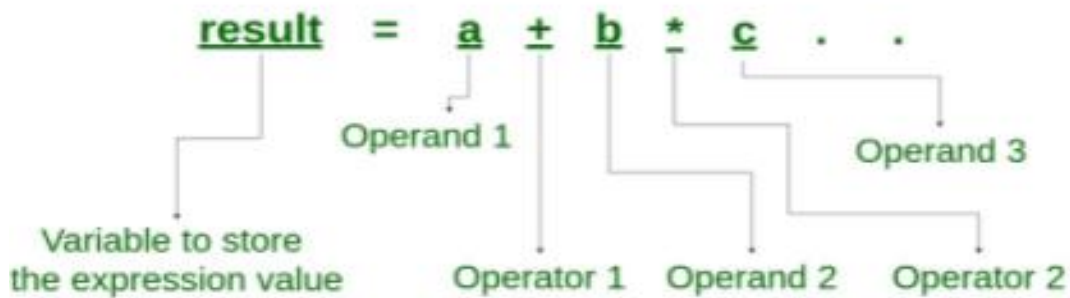 result = a + b * c . .
Operand 1
Operand 3
Variable to store
the expression value
Operator 1
Operand 2
Operator 2